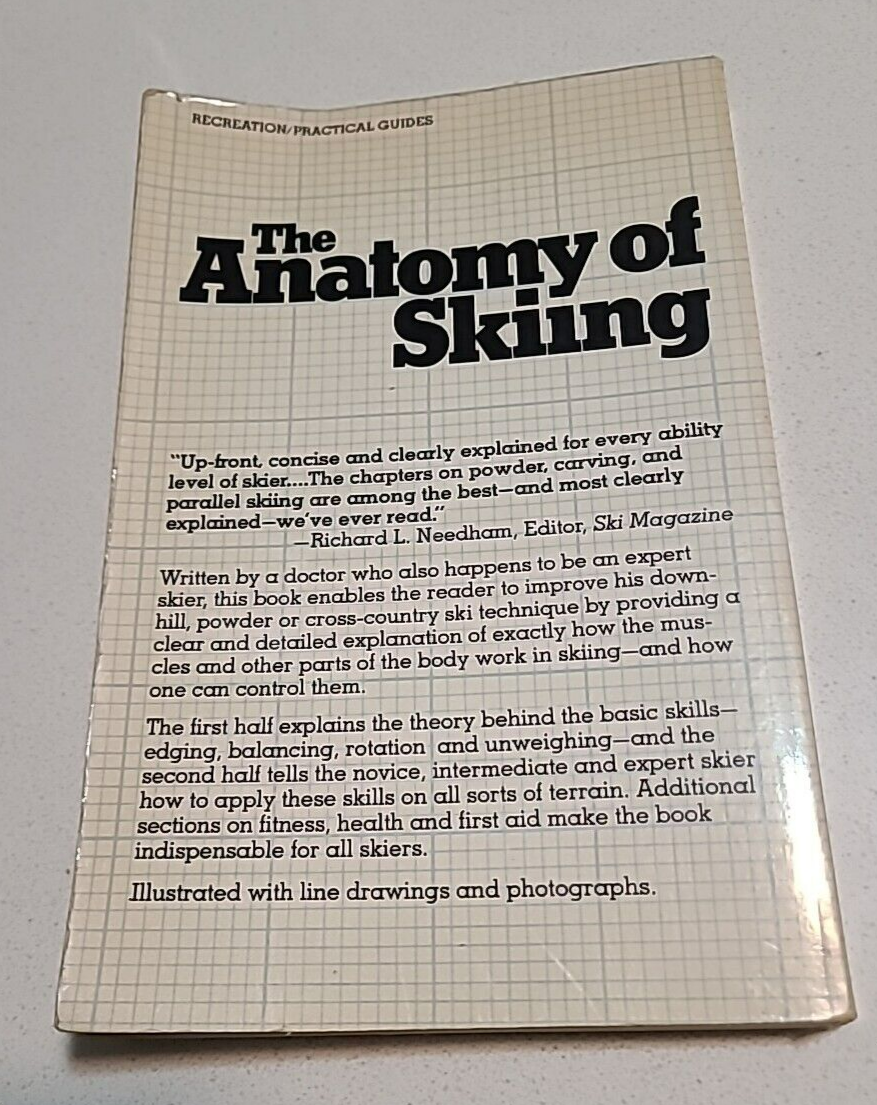 RECREATION/PRACTICAL GUIDES
The
Anatomy of
Skiing
"Up-front, concise and clearly explained for every ability
level of skier....The chapters on powder, carving, and
parallel skiing are among the best—and most clearly
explained—we've ever read."
—Richard L. Needham, Editor, Ski Magazine
Written by a doctor who also happens to be an expert
skier, this book enables the reader to improve his down-
hill, powder or cross-country ski technique by providing a
clear and detailed explanation of exactly how the mus-
cles and other parts of the body work in skiing—and how
one can control them.
The first half explains the theory behind the basic skills—
edging, balancing, rotation and unweighing—and the
second half tells the novice, intermediate and expert skier
how to apply these skills on all sorts of terrain. Additional
sections on fitness, health and first aid make the book
indispensable for all skiers.
Illustrated with line drawings and photographs.